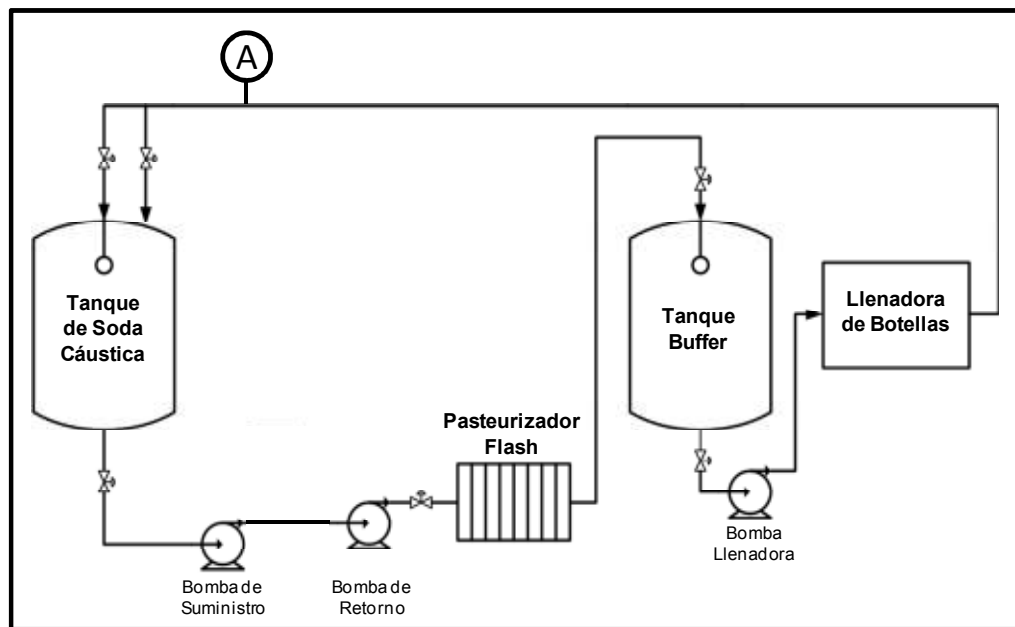 A
Tanque
de Soda
Cáustica
Tanque
Buffer
Llenadora
de Botellas
Pasteurizador
Flash
Bomba de
Suministro
Bomba de
Retorno
Bomba
Llenadora